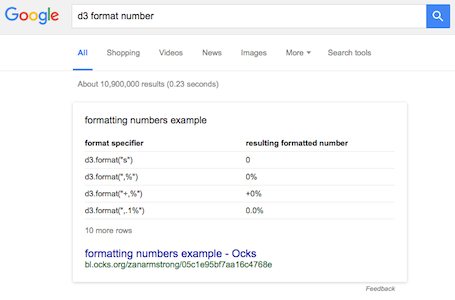 Google d3 format number
All Shopping Videos News Images More Search tools
About 10,900,000 results (0.23 seconds)
formatting numbers example
format specifier resulting formatted number
d3.format("s") 0
d3.format(",%") 0%
d3.format("+,%") +0%
d3.format(",.1%") 0.0%
10 more rows
formatting numbers example - Ocks
bl.ocks.org/zanarmstrong/05c1e95bf7aa16c4768e
Feedback